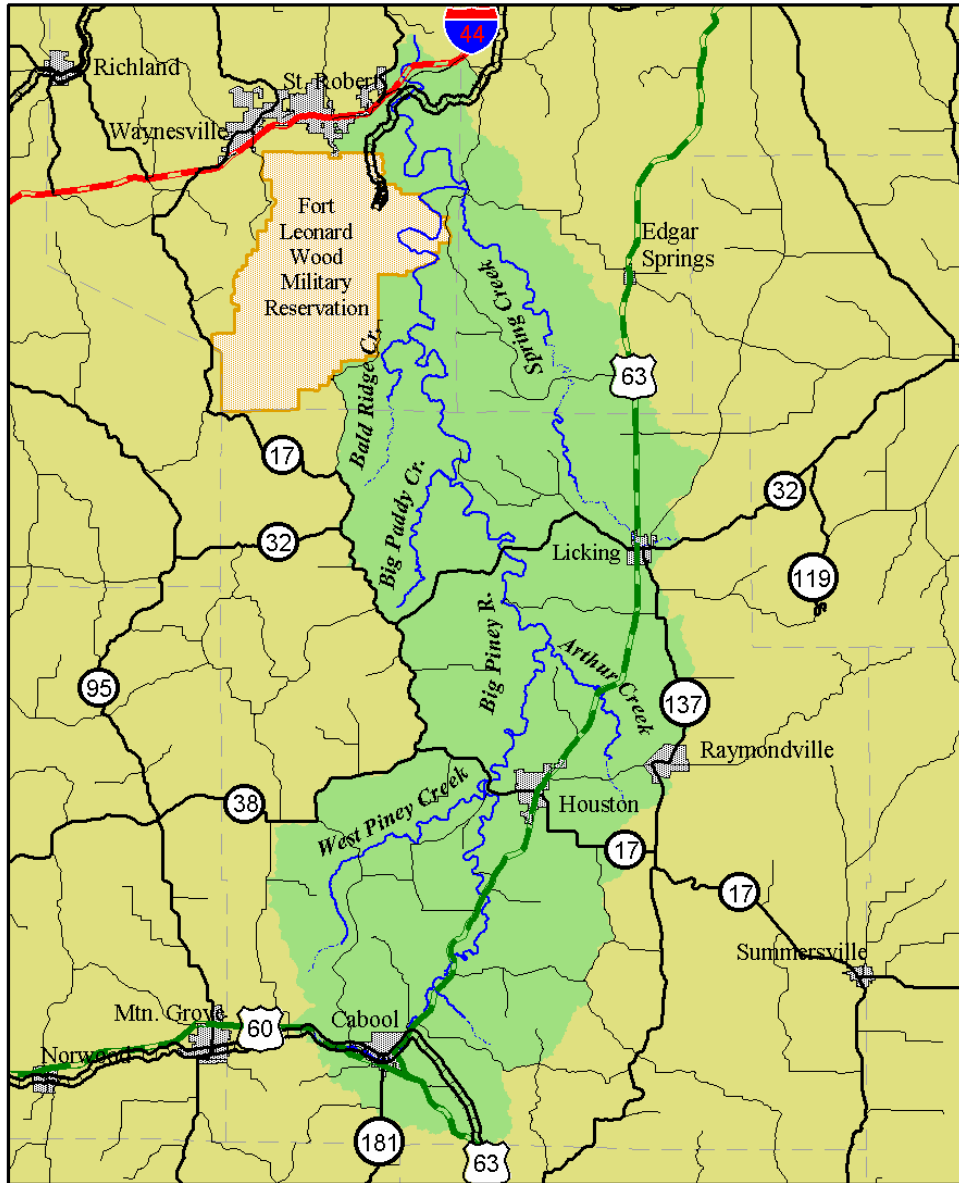 44
Richland
St. Robert
Waynesville
Fort
Leonard
Wood
Military
Reservation
Edgar
Springs
Spring Creek
63
Bald Ridge Cr.
17
32
Big Paddy Cr.
32
Licking
119
Big Piney R.
Arthur Creek
95
137
Raymondville
38
West Piney Creek
Houston
17
17
Summersville
Mtn. Grove
60
Cabool
Norwood
181
63